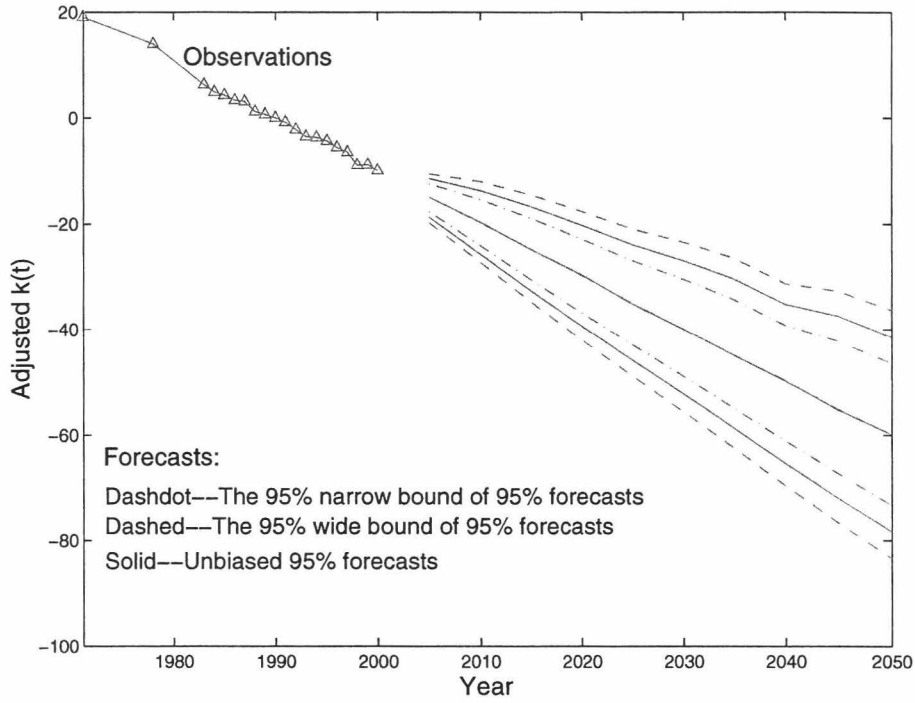 20
0
-20
-40
-60
-80
-100
Adjusted k(t)
Observations
Forecasts:
Dashdot––The 95% narrow bound of 95% forecasts
Dashed––The 95% wide bound of 95% forecasts
Solid––Unbiased 95% forecasts
1980 1990 2000 2010 2020 2030 2040 2050
Year